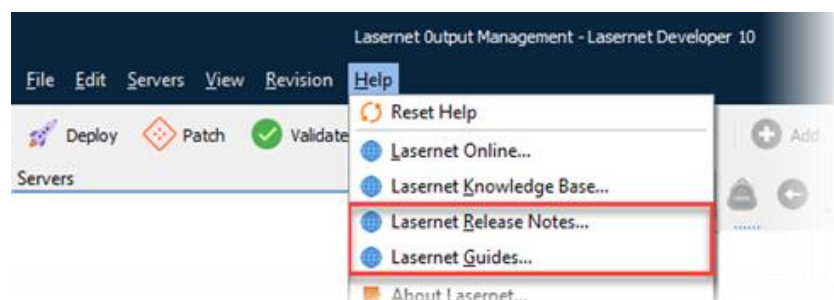 Lasernet Output Management - Lasernet Developer 10
File Edit Servers View Revision Help
Reset Help
Deploy Patch Validate Add
Lasernet Online...
Servers
Lasernet Knowledge Base...
Lasernet Release Notes...
Lasernet Guides...
About Lasernet...